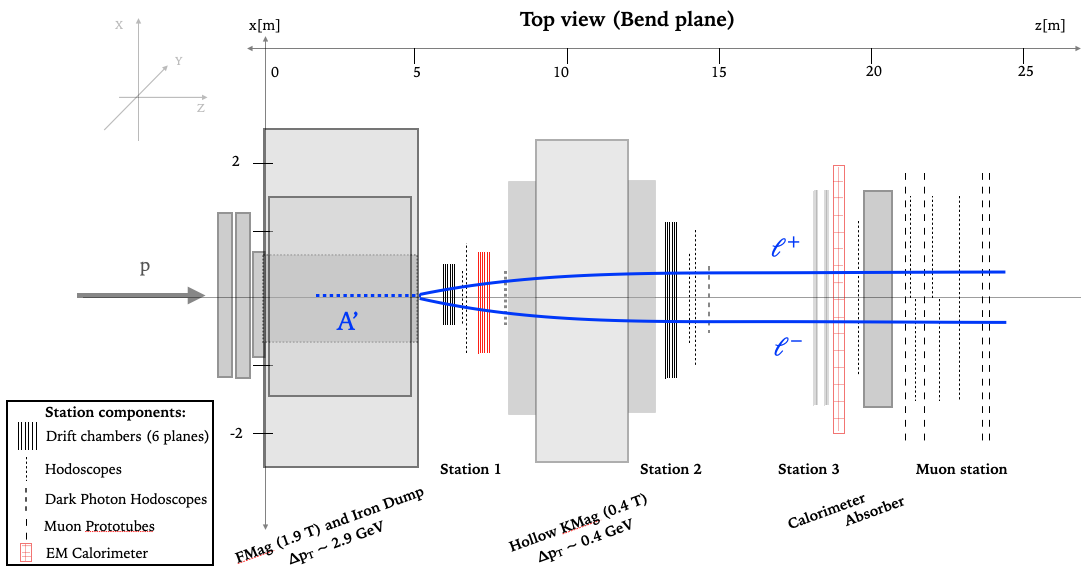 Top view (Bend plane)
x[m]
z[m]
X
Y
Z
0
5
10
15
20
25
2
-2
p
A’
ℓ+
ℓ−
Station 1
Station 2
Station 3
Muon station
FMag (1.9 T) and Iron Dump
ΔpT ~ 2.9 GeV
Hollow KMag (0.4 T)
ΔpT ~ 0.4 GeV
Calorimeter
Absorber
Station components:
Drift chambers (6 planes)
Hodoscopes
Dark Photon Hodoscopes
Muon Prototubes
EM Calorimeter